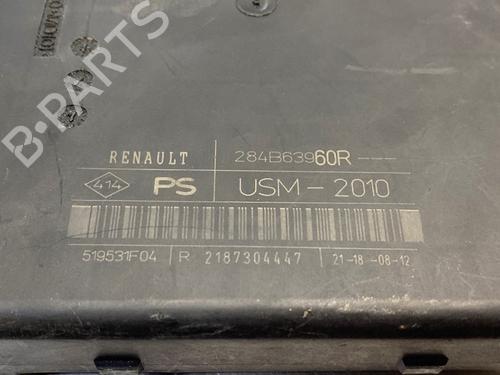 RENAULT 284B63960R ---
414 PS USM - 2010
519531F04 R 2187304447 21-18 -08-12
B-PARTS